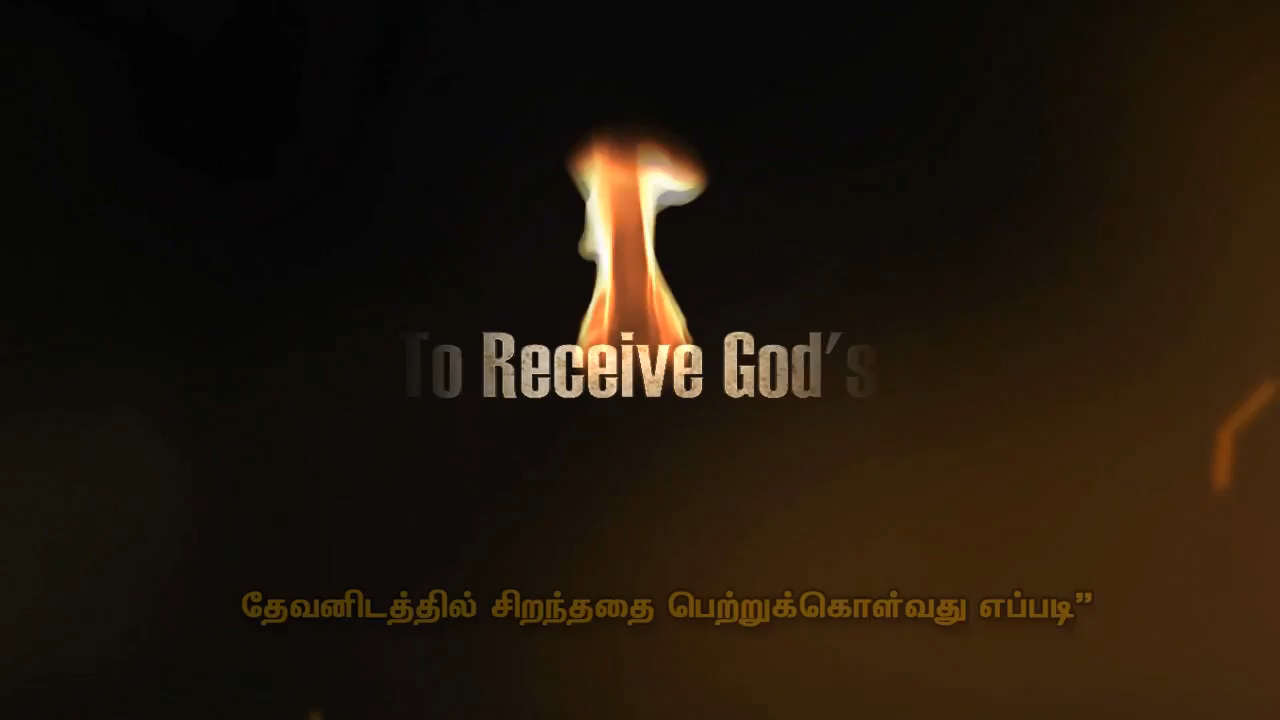 To Receive God's
தேவனிடத்தில் சிறந்ததை பெற்றுக்கொள்வது எப்படி”